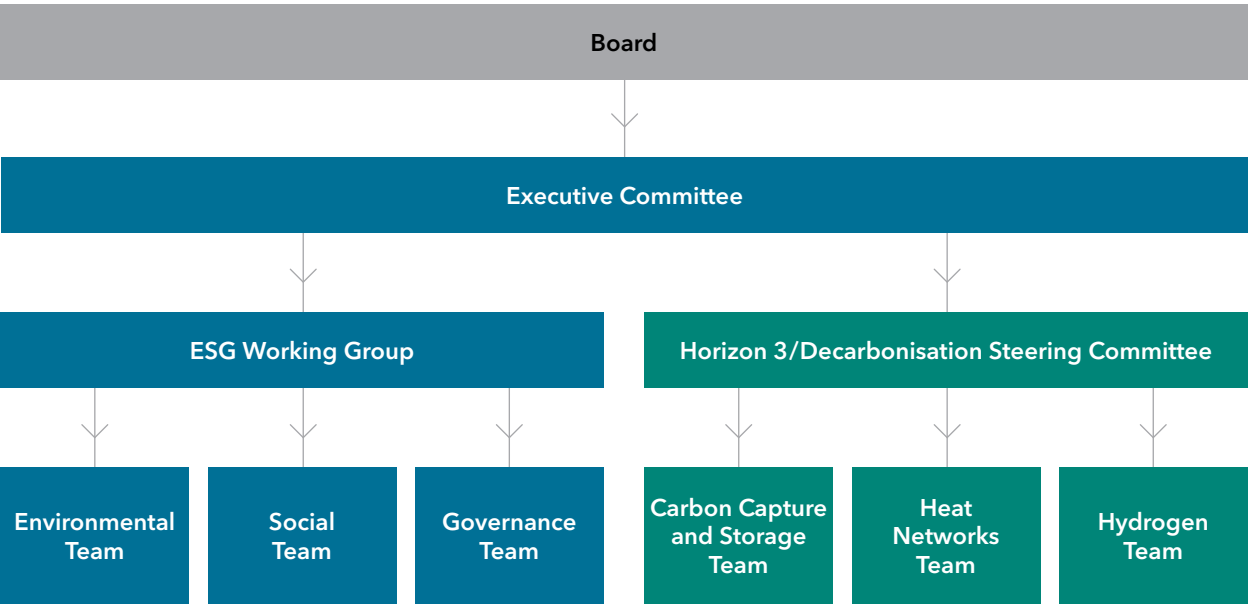 Board
Executive Committee
ESG Working Group
Horizon 3/Decarbonisation Steering Committee
Environmental
Team
Social
Team
Governance
Team
Carbon Capture
and Storage
Team
Heat
Networks
Team
Hydrogen
Team